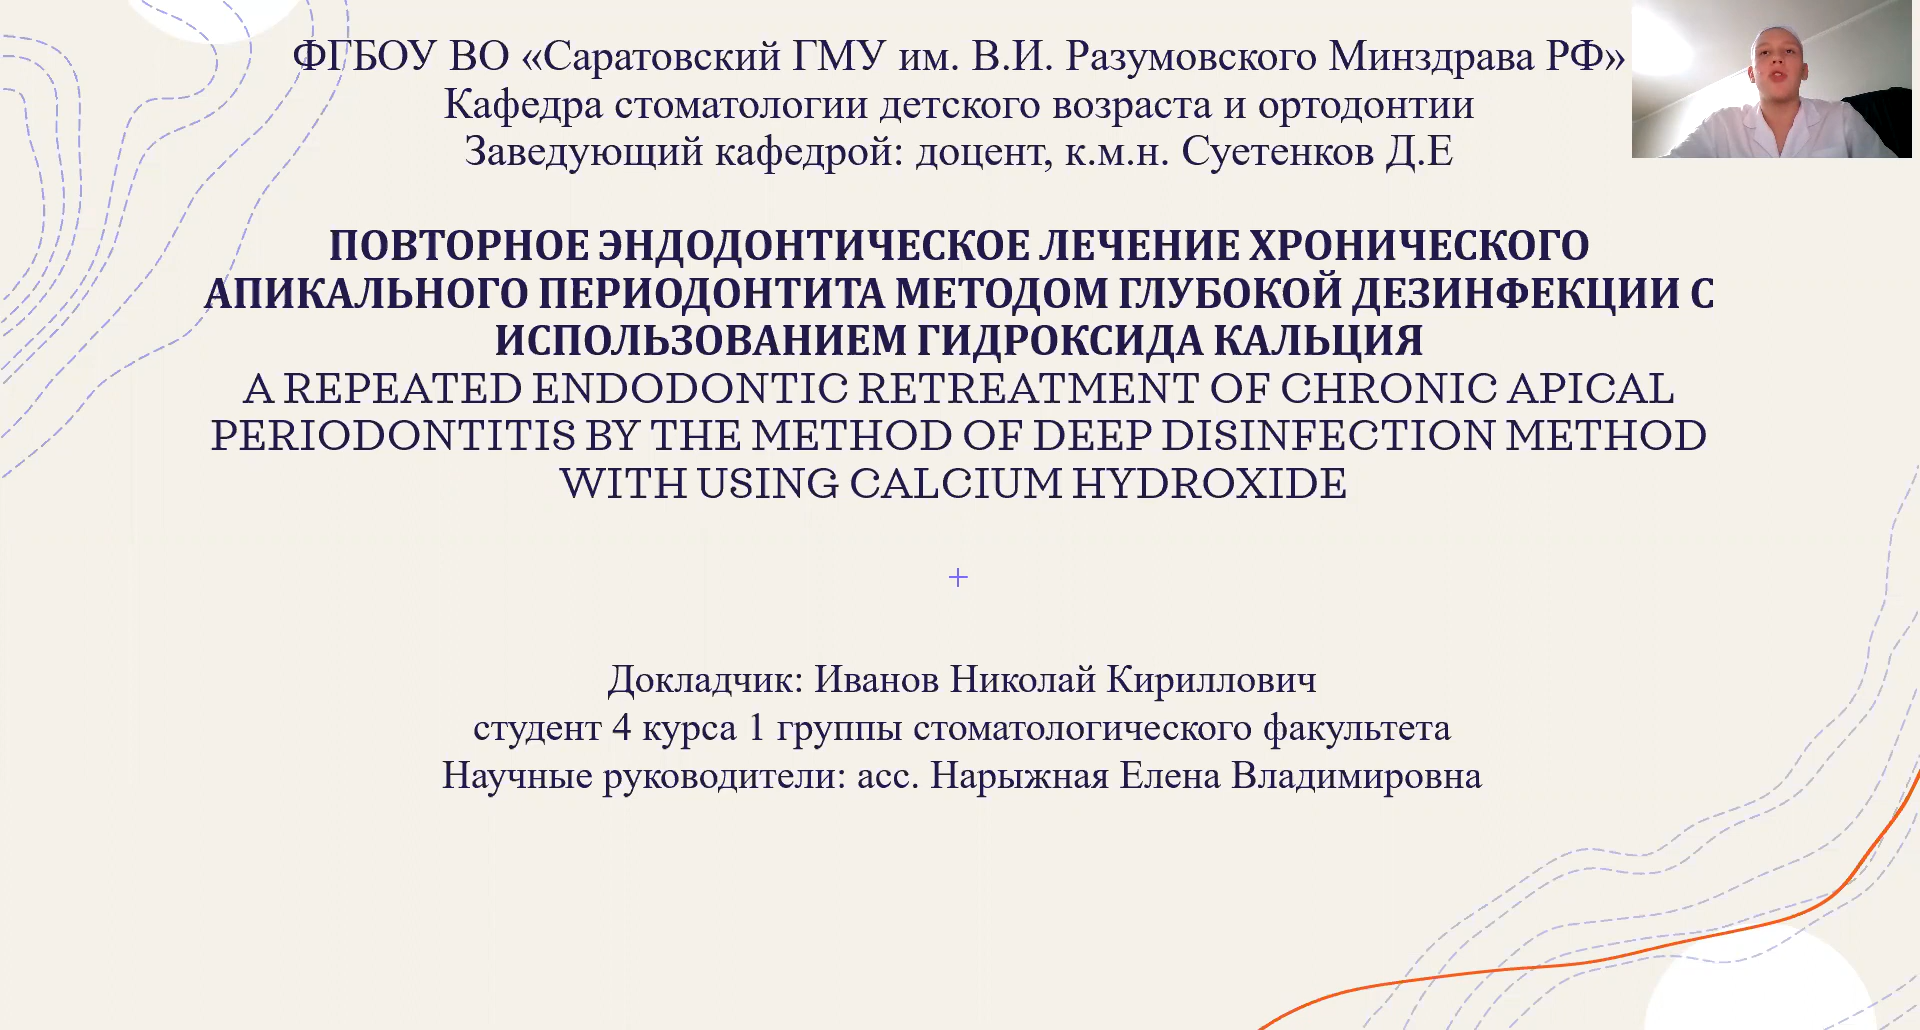 ФГБОУ ВО «Саратовский ГМУ им. В.И. Разумовского Минздрава РФ»
Кафедра стоматологии детского возраста и ортодонтии
Заведующий кафедрой: доцент, к.м.н. Суетенков Д.Е
ПОВТОРНОЕ ЭНДОДОНТИЧЕСКОЕ ЛЕЧЕНИЕ ХРОНИЧЕСКОГО
АПИКАЛЬНОГО ПЕРИОДОНТИТА МЕТОДОМ ГЛУБОКОЙ ДЕЗИНФЕКЦИИ С
ИСПОЛЬЗОВАНИЕМ ГИДРОКСИДА КАЛЬЦИЯ
A REPEATED ENDODONTIC RETREATMENT OF CHRONIC APICAL
PERIODONTITIS BY THE METHOD OF DEEP DISINFECTION METHOD
WITH USING CALCIUM HYDROXIDE
Докладчик: Иванов Николай Кириллович
студент 4 курса 1 группы стоматологического факультета
Научные руководители: асс. Нарыжная Елена Владимировна